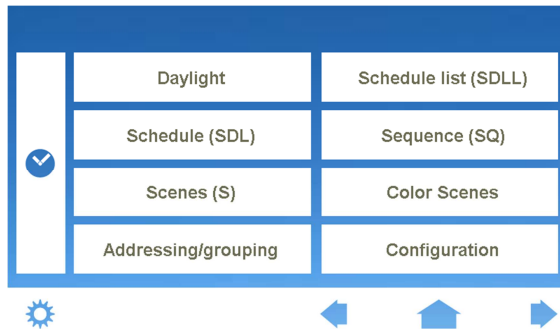 Daylight
Schedule list (SDLL)
Schedule (SDL)
Sequence (SQ)
Scenes (S)
Color Scenes
Addressing/grouping
Configuration